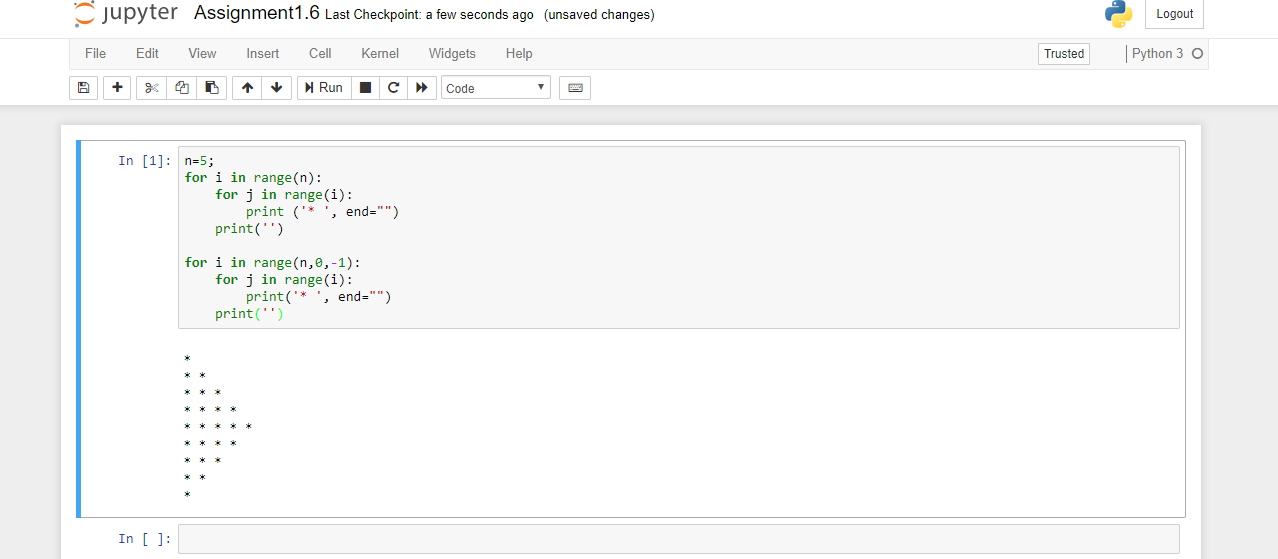 jupyter Assignment1.6 Last Checkpoint: a few seconds ago (unsaved changes) Logout
File Edit View Insert Cell Kernel Widgets Help Trusted Python 3
Run Code
In [1]: n=5;
for i in range(n):
    for j in range(i):
        print ('* ', end="")
    print('')

for i in range(n,0,-1):
    for j in range(i):
        print('* ', end="")
    print('')
*
* *
* * *
* * * *
* * * * *
* * * *
* * *
* *
*
In [ ]: